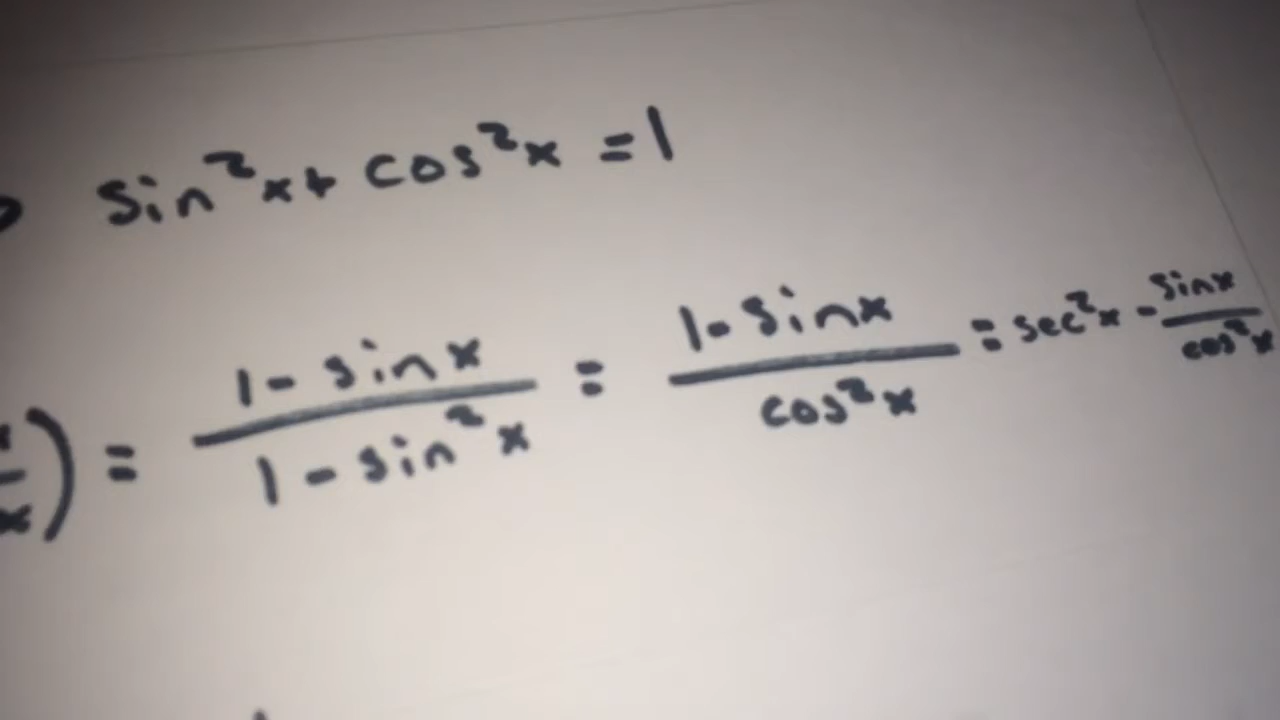 sin²x + cos²x = 1
) = (1 - sin x)/(1 - sin²x) = (1 - sin x)/(cos²x) = sec²x - (sin x)/(cos²x)